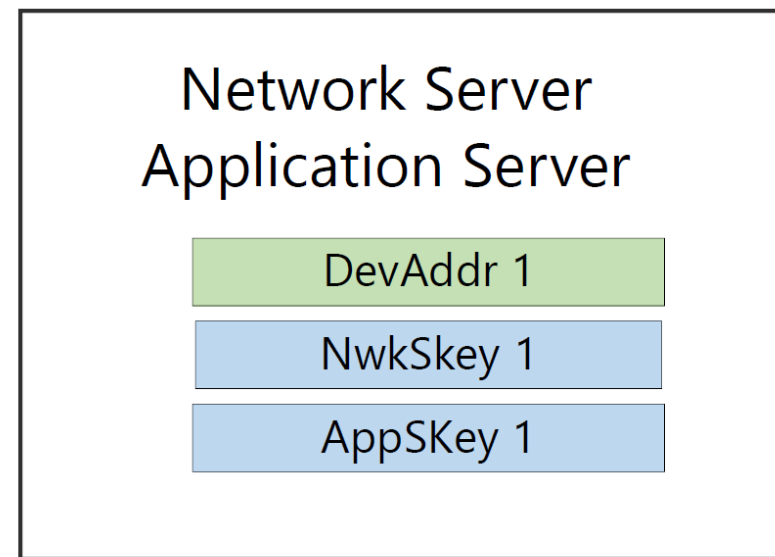 Network Server
Application Server
DevAddr 1
NwkSkey 1
AppSKey 1